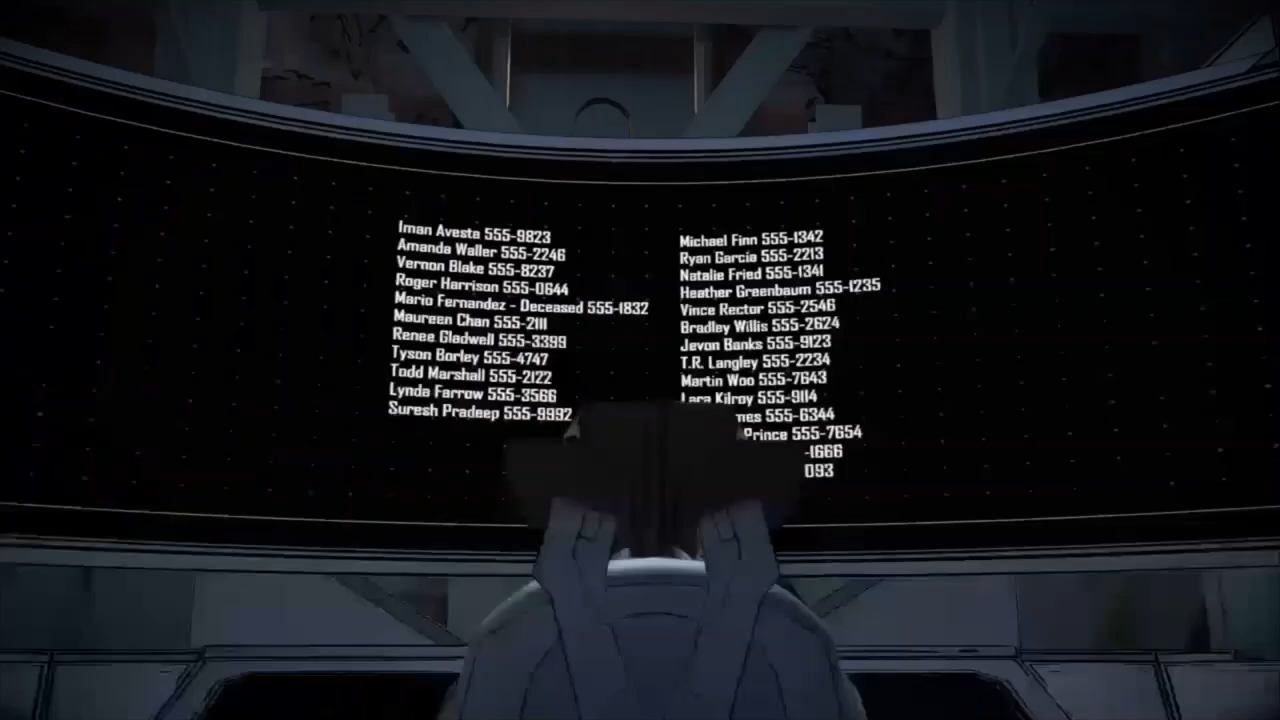 Iman Avesta 555-9823
Amanda Waller 555-2246
Vernon Blake 555-8237
Roger Harrison 555-0644
Mario Fernandez - Deceased 555-1832
Maureen Chan 555-2111
Renee Gladwell 555-3399
Tyson Borley 555-4747
Todd Marshall 555-2122
Lynda Farrow 555-3566
Suresh Pradeep 555-9992
Michael Finn 555-1342
Ryan Garcia 555-2213
Natalie Fried 555-1341
Heather Greenbaum 555-1235
Vince Rector 555-2546
Bradley Willis 555-2624
Jevon Banks 555-9123
T.R. Langley 555-2234
Martin Woo 555-7643
Lara Kilroy 555-9114
mes 555-6344
Prince 555-7654
-1666
093